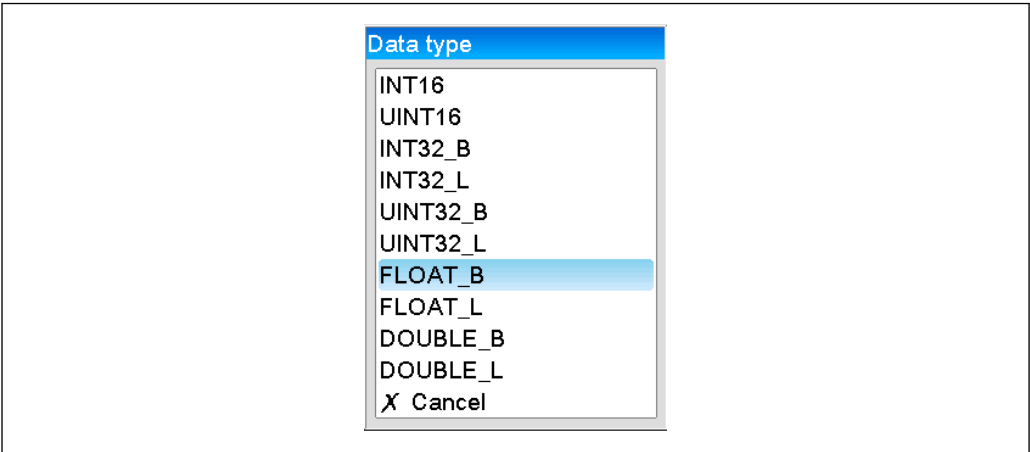 Data type
INT16
UINT16
INT32_B
INT32_L
UINT32_B
UINT32_L
FLOAT_B
FLOAT_L
DOUBLE_B
DOUBLE_L
X Cancel